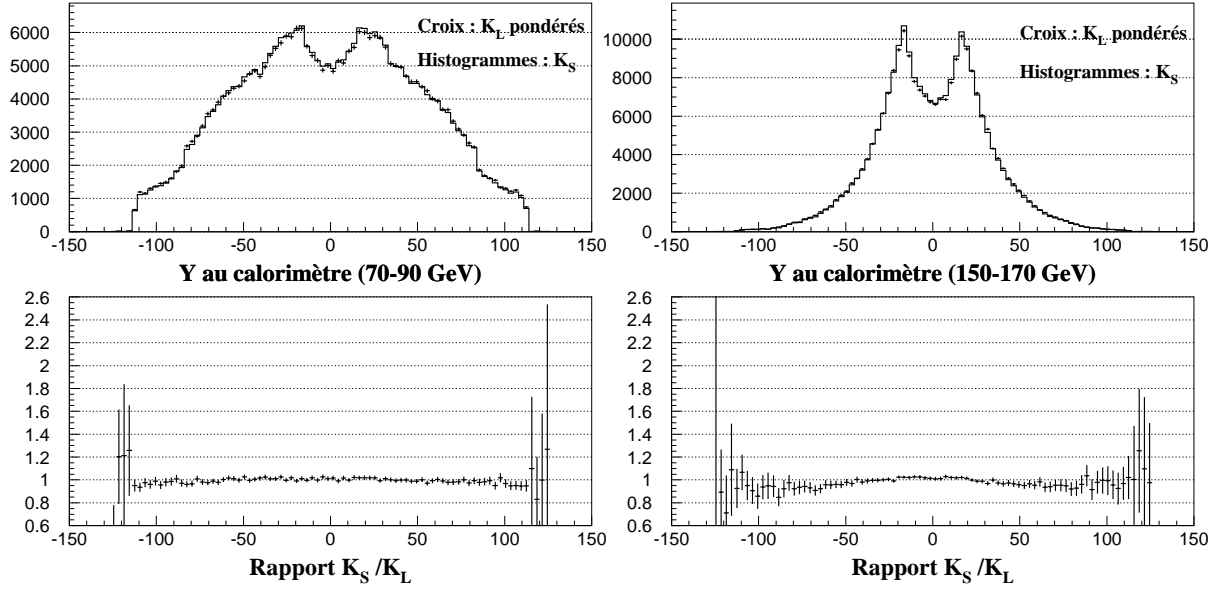 Croix : K_L pondérés
Histogrammes : K_S
6000
5000
4000
3000
2000
1000
0
-150 -100 -50 0 50 100 150
Y au calorimètre (70-90 GeV)
Croix : K_L pondérés
Histogrammes : K_S
10000
8000
6000
4000
2000
0
-150 -100 -50 0 50 100 150
Y au calorimètre (150-170 GeV)
2.6
2.4
2.2
2
1.8
1.6
1.4
1.2
1
0.8
0.6
-150 -100 -50 0 50 100 150
Rapport K_S /K_L
2.6
2.4
2.2
2
1.8
1.6
1.4
1.2
1
0.8
0.6
-150 -100 -50 0 50 100 150
Rapport K_S /K_L